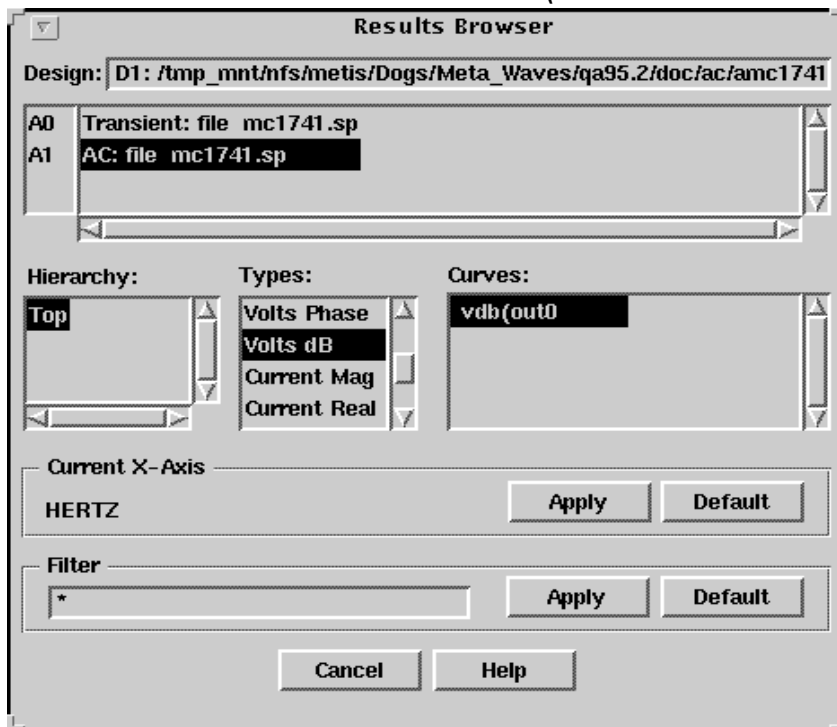 Results Browser
Design: D1: /tmp_mnt/nfs/metis/Dogs/Meta_Waves/qa95.2/doc/ac/amc1741
A0 Transient: file mc1741.sp
A1 AC: file mc1741.sp
Hierarchy: Types: Curves:
Top Volts Phase vdb(out0
Volts dB
Current Mag
Current Real
Current X-Axis
HERTZ Apply Default
Filter
* Apply Default
Cancel Help